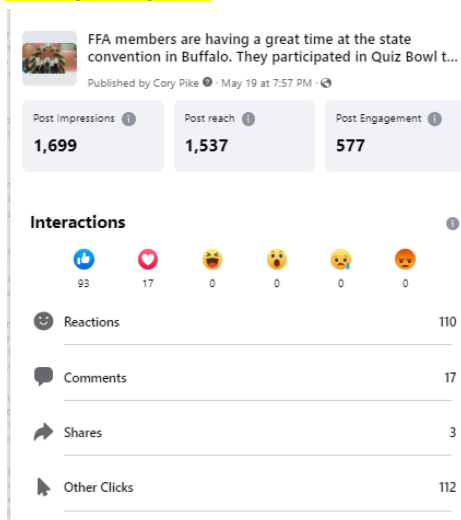 FFA members are having a great time at the state
convention in Buffalo. They participated in Quiz Bowl t...
Published by Cory Pike · May 19 at 7:57 PM ·
Post Impressions
Post reach
Post Engagement
1,699
1,537
577
Interactions
93
17
0
0
0
0
Reactions 110
Comments 17
Shares 3
Other Clicks 112